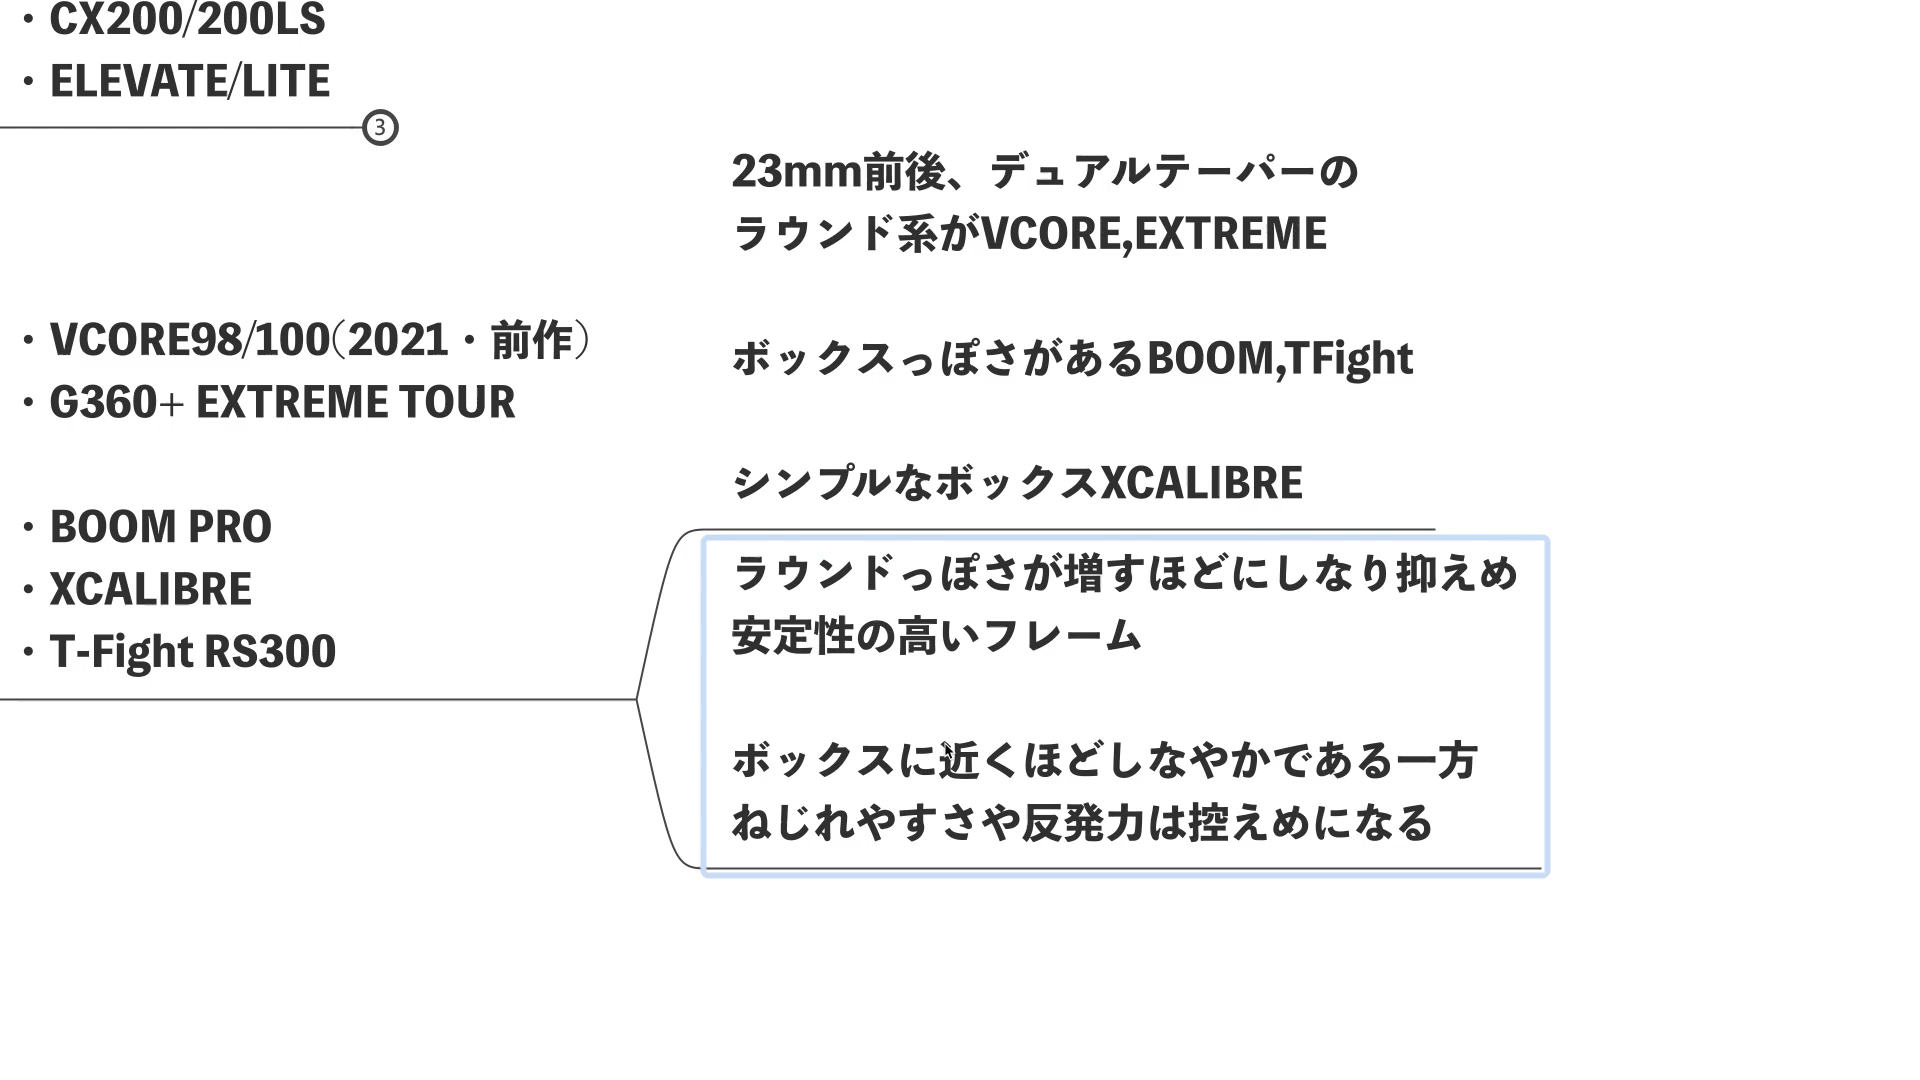 ・CX200/200LS
・ELEVATE/LITE
3
・VCORE98/100（2021・前作）
・G360+ EXTREME TOUR
・BOOM PRO
・XCALIBRE
・T-Fight RS300
23mm前後、デュアルテーパーの
ラウンド系がVCORE,EXTREME
ボックスっぽさがあるBOOM,TFight
シンプルなボックスXCALIBRE
ラウンドっぽさが増すほどにしなり抑えめ
安定性の高いフレーム
ボックスに近くほどしなやかである一方
ねじれやすさや反発力は控えめになる